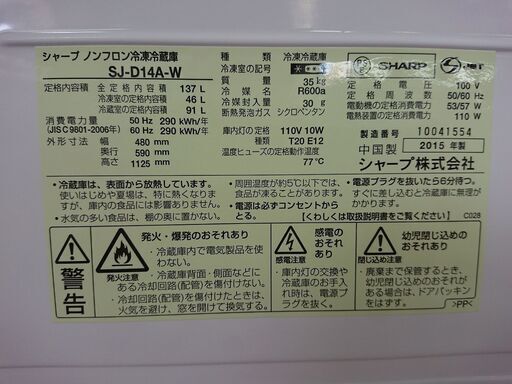 シャープ ノンフロン冷凍冷蔵庫
SJ-D14A-W
定格内容積 全定格内容積 137 L
冷凍室の定格内容積 46 L
冷蔵室の定格内容積 91 L
消費電力量 50 Hz 290 kWh/年
(JIS C 9801-2006年) 60 Hz 290 kWh/年
外形寸法 幅 480 mm
奥行 590 mm
高さ 1125 mm
種類 冷凍冷蔵庫
冷凍室の記号
質量 35 kg
冷媒 R600a
冷媒封入量 30 g
断熱発泡ガス シクロペンタン
庫内灯の定格 110V 10W
T20 E12
温度ヒューズの定格動作温度
77℃
PS
E
SHARP
JET
定格電圧 100 V
定格周波数 50/60 Hz
電動機の定格消費電力 53/57 W
電熱装置の定格消費電力 110 W
製造番号 10041554
中国製 2015 年製
シャープ株式会社
・冷蔵庫は、表面から放熱しています。
使いはじめや夏場は、特に熱くなります
が、庫内の食品には影響ありません。
・水気の多い食品は、棚の奥に置かない。
・周囲温度が約5℃以下では、
食品が凍ることがあります。
・電源は必ずコンセントから
とる。
・電源プラグを抜いたら6分待つ。
すぐに差し込むと冷蔵庫に無理が
かかります。
【くわしくは取扱説明書をご覧ください】
C028
警告
発火・爆発のおそれあり
発火注意
・冷蔵庫内で電気製品を使
わない。
・冷蔵庫背面・側面などに
ある冷却回路(配管)を傷付けない。
・冷却回路(配管)を傷付けたときは、
火気を避け、窓を開けて換気する。
感電の
おそれ
あり
感電注意
・庫内灯の交換や
冷蔵庫のお手入
れ時は、電源プラ
グを抜く。
幼児閉じ込めの
おそれあり
閉じ込め注意
・廃棄まで保管するとき、
幼児閉じ込めのおそれが
あれば、ドアパッキン
をはずす。
>PP<